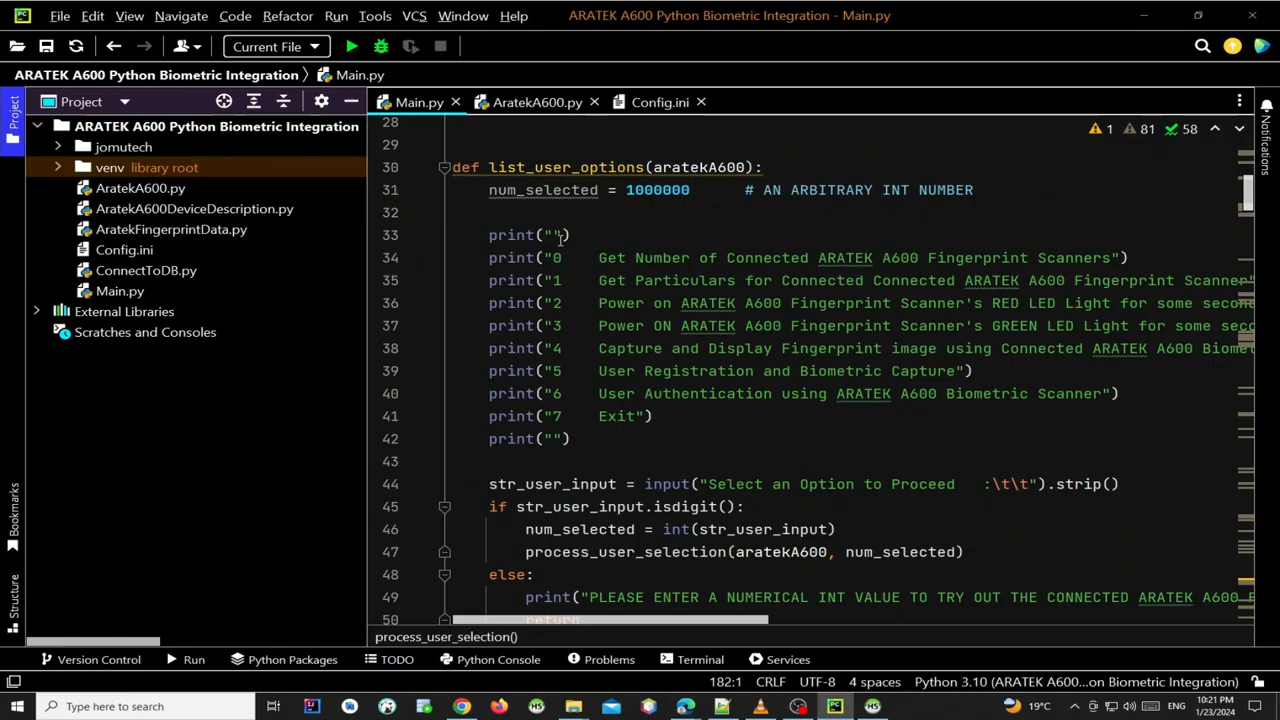 File Edit View Navigate Code Refactor Run Tools VCS Window Help ARATEK A600 Python Biometric Integration - Main.py
Current File
ARATEK A600 Python Biometric Integration Main.py
Project
Project
Main.py AratekA600.py Config.ini
Notifications
ARATEK A600 Python Biometric Integration
jomutech
venv library root
AratekA600.py
AratekA600DeviceDescription.py
AratekFingerprintData.py
Config.ini
ConnectToDB.py
Main.py
External Libraries
Scratches and Consoles
1 81 58
28
29
30 def list_user_options(aratekA600):
31 num_selected = 1000000 # AN ARBITRARY INT NUMBER
32
33 print("")
34 print("0 Get Number of Connected ARATEK A600 Fingerprint Scanners")
35 print("1 Get Particulars for Connected Connected ARATEK A600 Fingerprint Scanner"
36 print("2 Power on ARATEK A600 Fingerprint Scanner's RED LED Light for some secon
37 print("3 Power ON ARATEK A600 Fingerprint Scanner's GREEN LED Light for some sec
38 print("4 Capture and Display Fingerprint image using Connected ARATEK A600 Biome
39 print("5 User Registration and Biometric Capture")
40 print("6 User Authentication using ARATEK A600 Biometric Scanner")
41 print("7 Exit")
42 print("")
43
44 str_user_input = input("Select an Option to Proceed :\t\t").strip()
45 if str_user_input.isdigit():
46 num_selected = int(str_user_input)
47 process_user_selection(aratekA600, num_selected)
48 else:
49 print("PLEASE ENTER A NUMERICAL INT VALUE TO TRY OUT THE CONNECTED ARATEK A600 F
50 return
process_user_selection()
Bookmarks
Structure
Version Control Run Python Packages TODO Python Console Problems Terminal Services
182:1 CRLF UTF-8 4 spaces Python 3.10 (ARATEK A600...on Biometric Integration)
Type here to search
19°C ENG 10:21 PM
1/23/2024